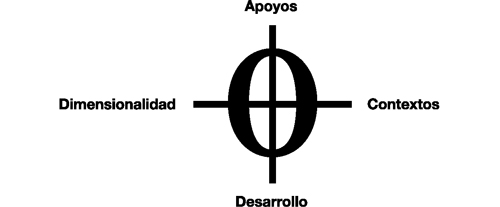 Apoyos
Dimensionalidad
Contextos
Desarrollo